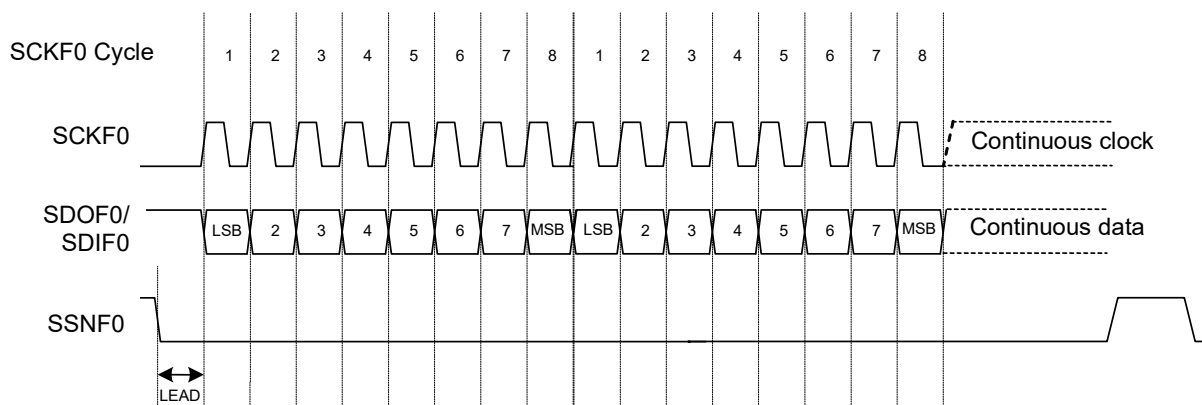 SCKF0 Cycle 1 2 3 4 5 6 7 8 1 2 3 4 5 6 7 8
SCKF0 Continuous clock
SDOF0/
SDIF0
LSB 2 3 4 5 6 7 MSB LSB 2 3 4 5 6 7 MSB Continuous data
SSNF0
LEAD